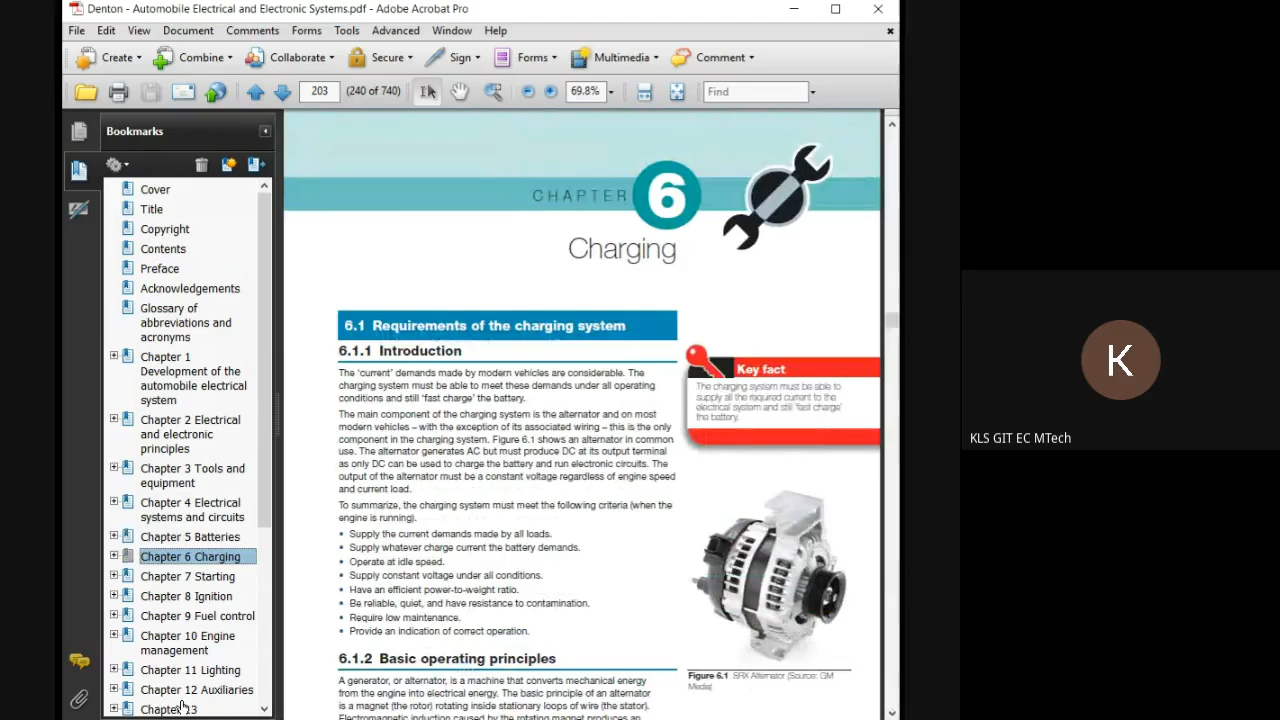 Denton - Automobile Electrical and Electronic Systems.pdf - Adobe Acrobat Pro
File Edit View Document Comments Forms Tools Advanced Window Help
Create Combine Collaborate Secure Sign Forms Multimedia Comment
203 (240 of 740) 69.8% Find
Bookmarks
Cover
Title
Copyright
Contents
Preface
Acknowledgements
Glossary of
abbreviations and
acronyms
Chapter 1
Development of the
automobile electrical
system
Chapter 2 Electrical
and electronic
principles
Chapter 3 Tools and
equipment
Chapter 4 Electrical
systems and circuits
Chapter 5 Batteries
Chapter 6 Charging
Chapter 7 Starting
Chapter 8 Ignition
Chapter 9 Fuel control
Chapter 10 Engine
management
Chapter 11 Lighting
Chapter 12 Auxiliaries
Chapter 13
CHAPTER 6
Charging
6.1 Requirements of the charging system
6.1.1 Introduction
The 'current' demands made by modern vehicles are considerable. The
charging system must be able to meet these demands under all operating
conditions and still 'fast charge' the battery.
The main component of the charging system is the alternator and on most
modern vehicles – with the exception of its associated wiring – this is the only
component in the charging system. Figure 6.1 shows an alternator in common
use. The alternator generates AC but must produce DC at its output terminal
as only DC can be used to charge the battery and run electronic circuits. The
output of the alternator must be a constant voltage regardless of engine speed
and current load.
To summarize, the charging system must meet the following criteria (when the
engine is running).
• Supply the current demands made by all loads.
• Supply whatever charge current the battery demands.
• Operate at idle speed.
• Supply constant voltage under all conditions.
• Have an efficient power-to-weight ratio.
• Be reliable, quiet, and have resistance to contamination.
• Require low maintenance.
• Provide an indication of correct operation.
6.1.2 Basic operating principles
A generator, or alternator, is a machine that converts mechanical energy
from the engine into electrical energy. The basic principle of an alternator
is a magnet (the rotor) rotating inside stationary loops of wire (the stator).
Electromagnetic induction caused by the rotating magnet produces an
Key fact
The charging system must be able to
supply all the required current to the
electrical system and still 'fast charge'
the battery.
Figure 6.1 SRX Alternator (Source: GM
Media)
K
KLS GIT EC MTech